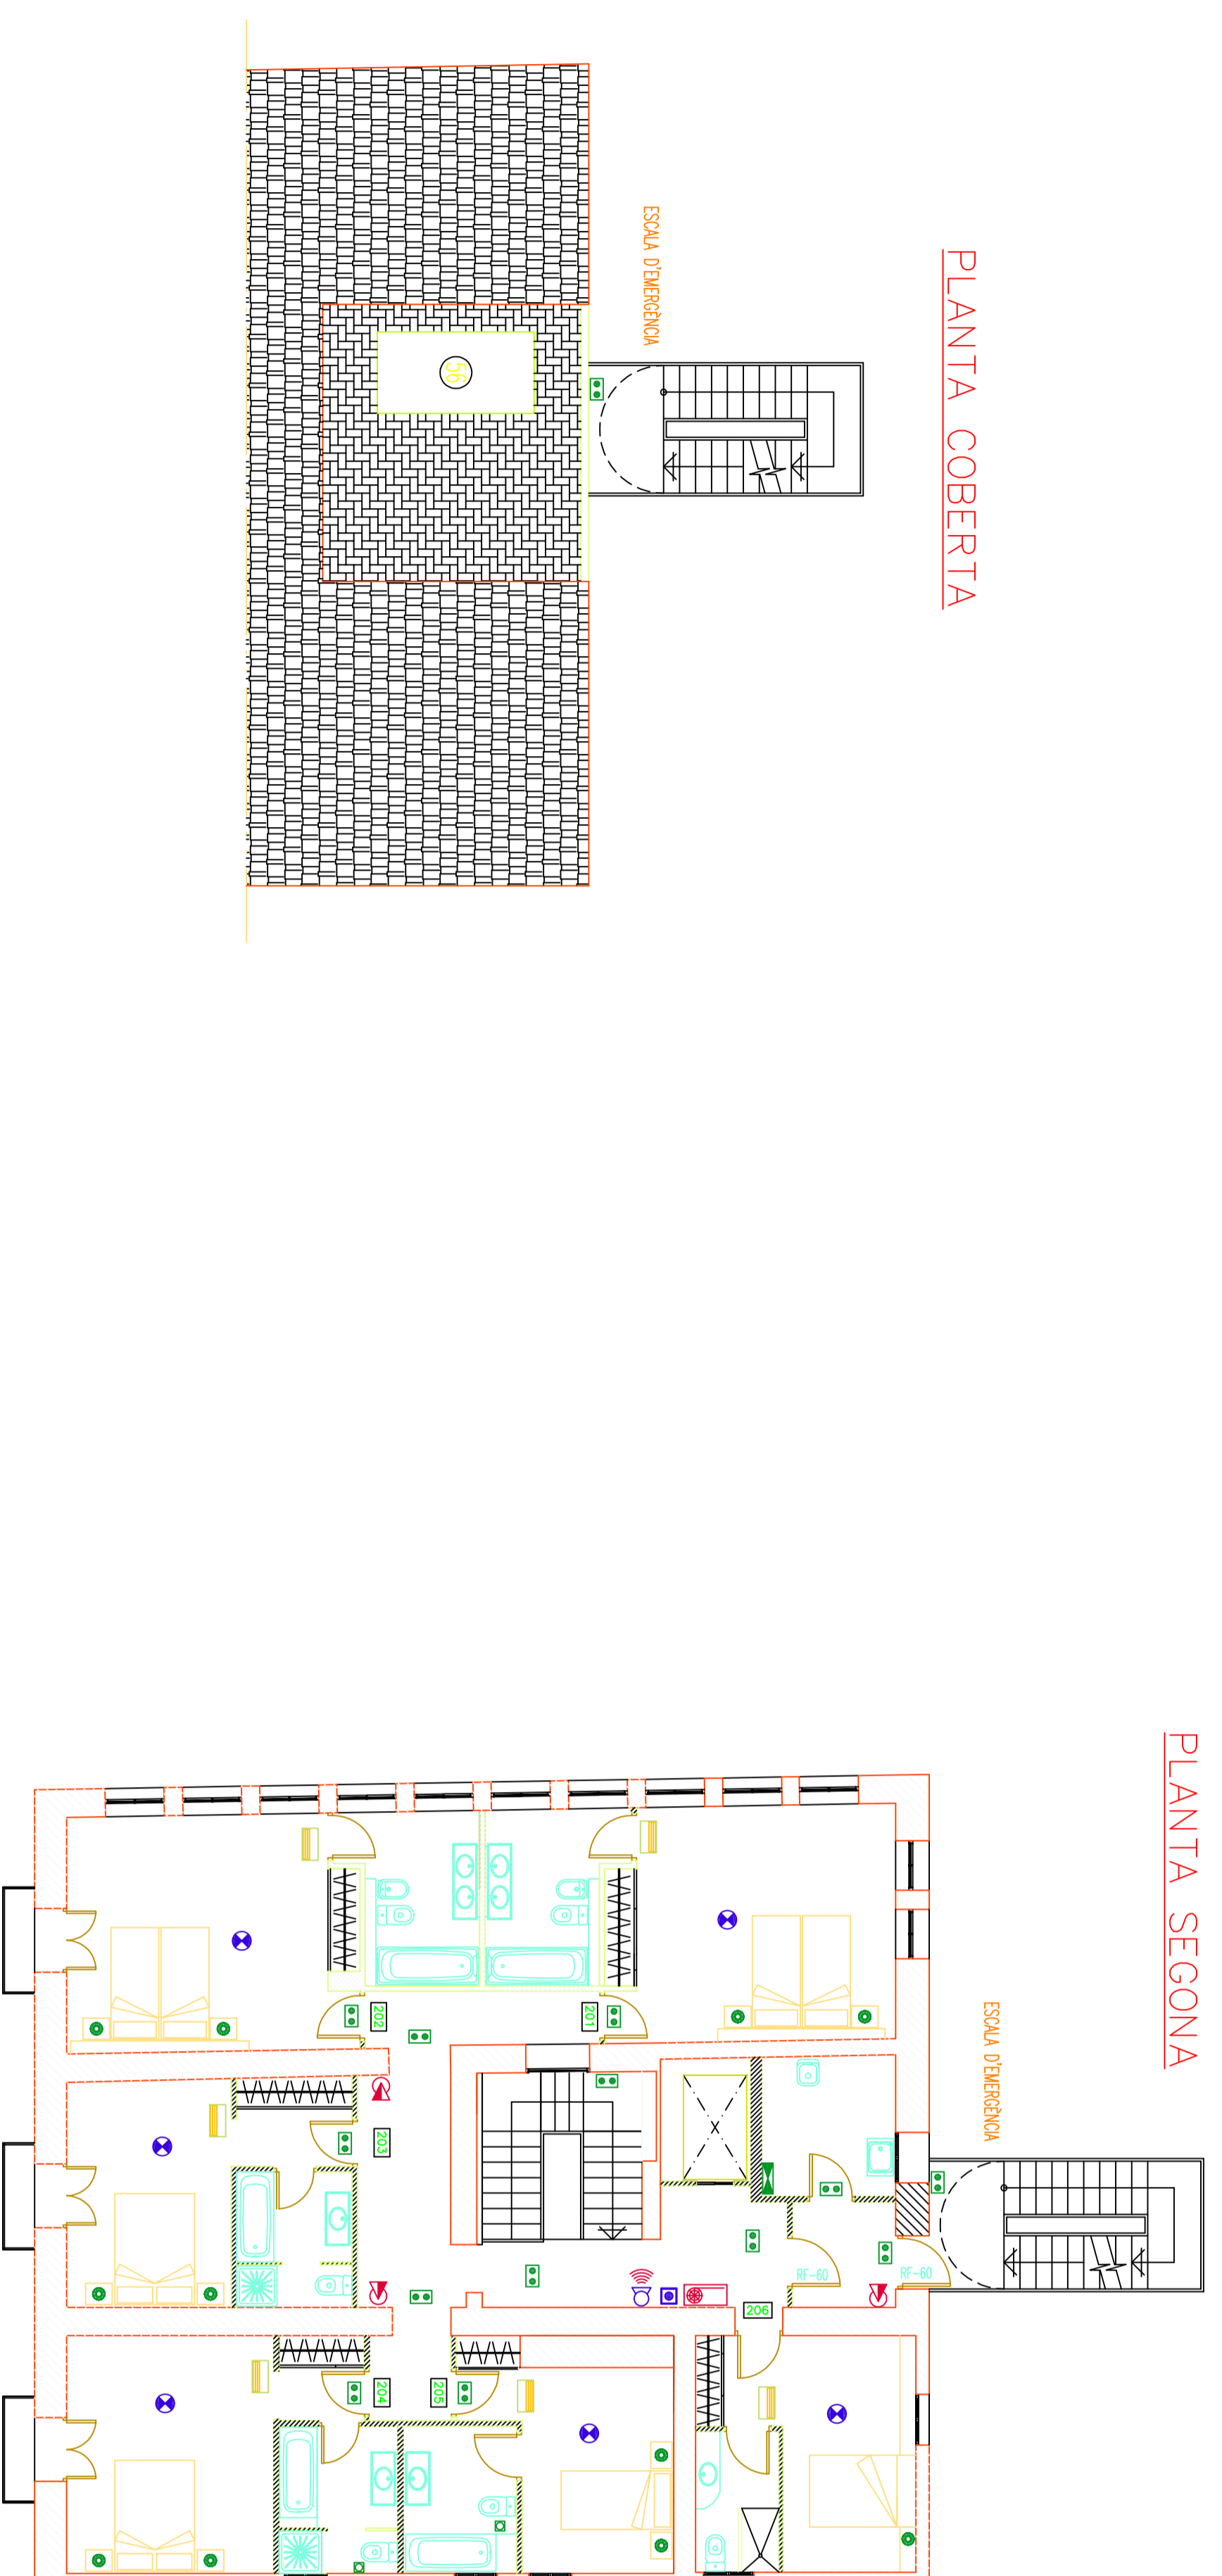 PLANTA COBERTA
ESCALA D'EMERGÈNCIA
56
PLANTA SEGONA
ESCALA D'EMERGÈNCIA
RF-60
RF-60
206
201
202
203
205
204